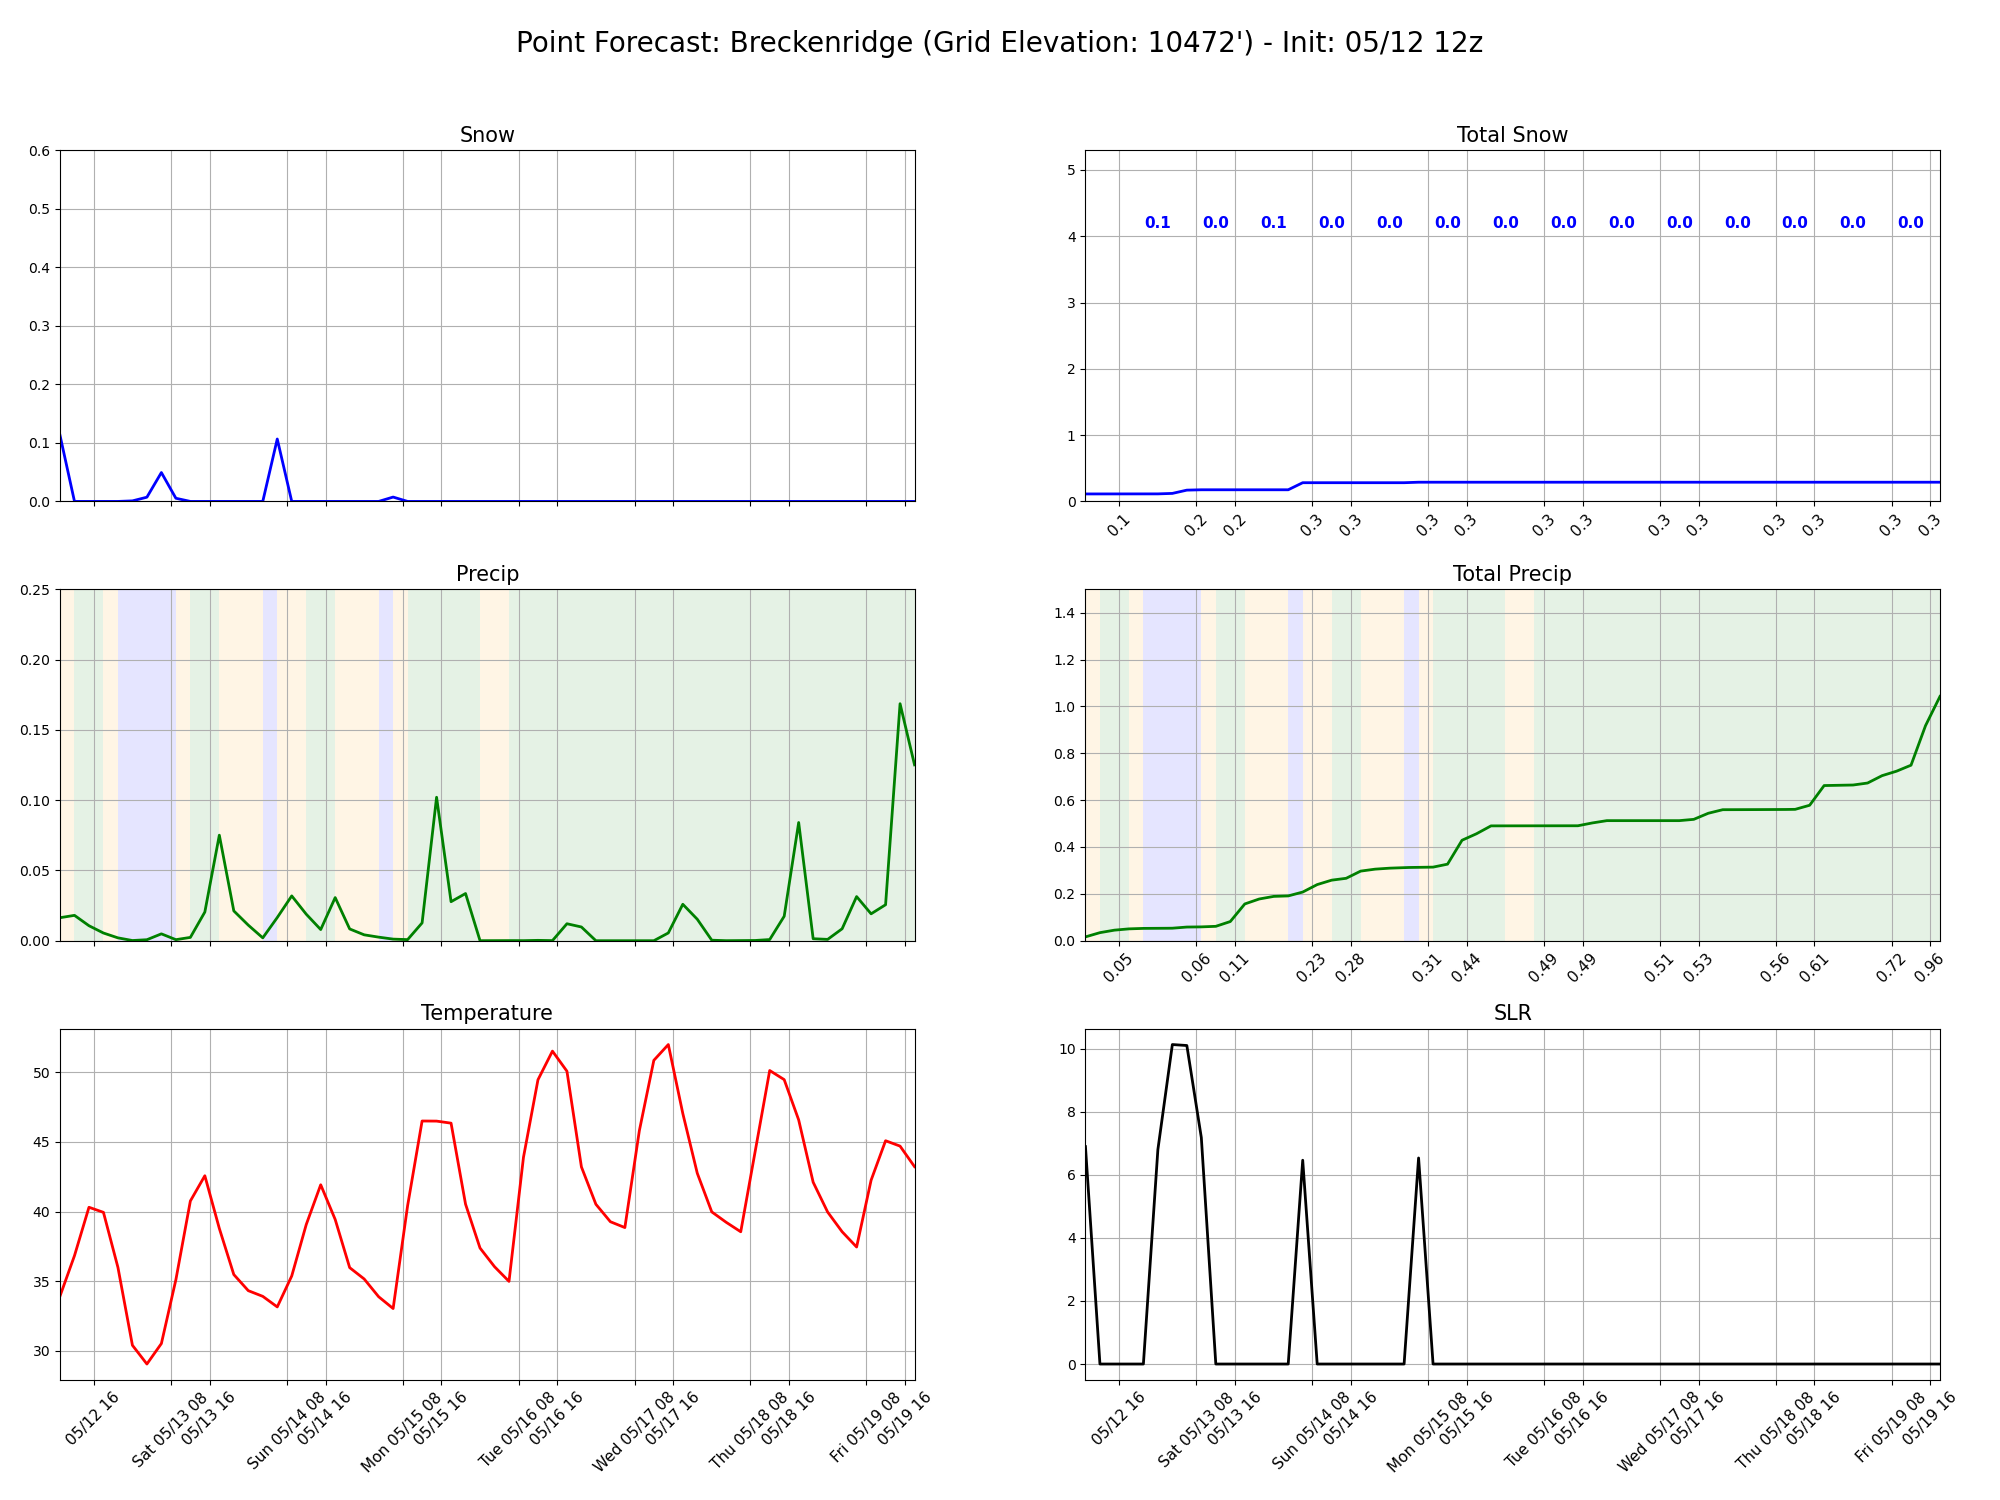 Point Forecast: Breckenridge (Grid Elevation: 10472') - Init: 05/12 12z
Snow
0.6
0.5
0.4
0.3
0.2
0.1
0.0
Total Snow
5
4
3
2
1
0
0.1 0.0 0.1 0.0 0.0 0.0 0.0 0.0 0.0 0.0 0.0 0.0 0.0 0.0
0.1 0.2 0.2 0.3 0.3 0.3 0.3 0.3 0.3 0.3 0.3 0.3 0.3 0.3 0.3
Precip
0.25
0.20
0.15
0.10
0.05
0.00
Total Precip
1.4
1.2
1.0
0.8
0.6
0.4
0.2
0.0
0.05 0.06 0.11 0.23 0.28 0.31 0.44 0.49 0.49 0.51 0.53 0.56 0.61 0.72 0.96
Temperature
50
45
40
35
30
05/12 16
Sat 05/13 08
05/13 16
Sun 05/14 08
05/14 16
Mon 05/15 08
05/15 16
Tue 05/16 08
05/16 16
Wed 05/17 08
05/17 16
Thu 05/18 08
05/18 16
Fri 05/19 08
05/19 16
SLR
10
8
6
4
2
0
05/12 16
Sat 05/13 08
05/13 16
Sun 05/14 08
05/14 16
Mon 05/15 08
05/15 16
Tue 05/16 08
05/16 16
Wed 05/17 08
05/17 16
Thu 05/18 08
05/18 16
Fri 05/19 08
05/19 16